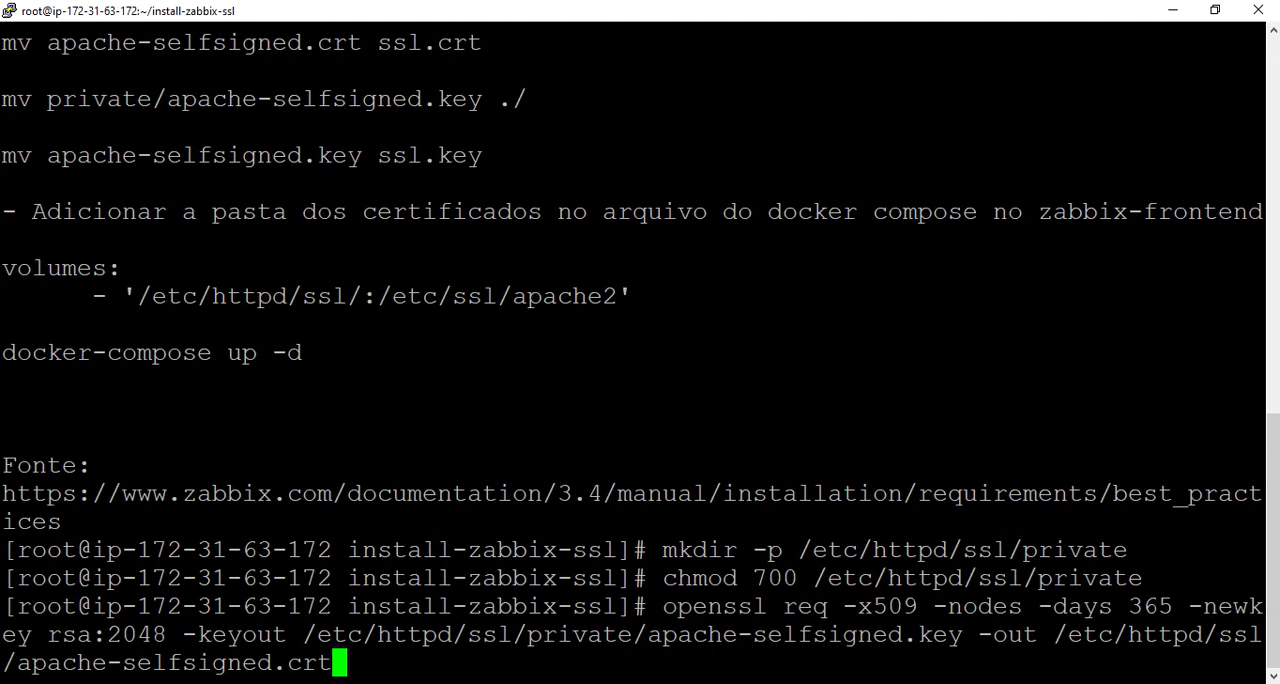 root@ip-172-31-63-172:~/install-zabbix-ssl
mv apache-selfsigned.crt ssl.crt
mv private/apache-selfsigned.key ./
mv apache-selfsigned.key ssl.key
- Adicionar a pasta dos certificados no arquivo do docker compose no zabbix-frontend
volumes:
- '/etc/httpd/ssl/:/etc/ssl/apache2'
docker-compose up -d
Fonte:
https://www.zabbix.com/documentation/3.4/manual/installation/requirements/best_pract
ices
[root@ip-172-31-63-172 install-zabbix-ssl]# mkdir -p /etc/httpd/ssl/private
[root@ip-172-31-63-172 install-zabbix-ssl]# chmod 700 /etc/httpd/ssl/private
[root@ip-172-31-63-172 install-zabbix-ssl]# openssl req -x509 -nodes -days 365 -newk
ey rsa:2048 -keyout /etc/httpd/ssl/private/apache-selfsigned.key -out /etc/httpd/ssl
/apache-selfsigned.crt